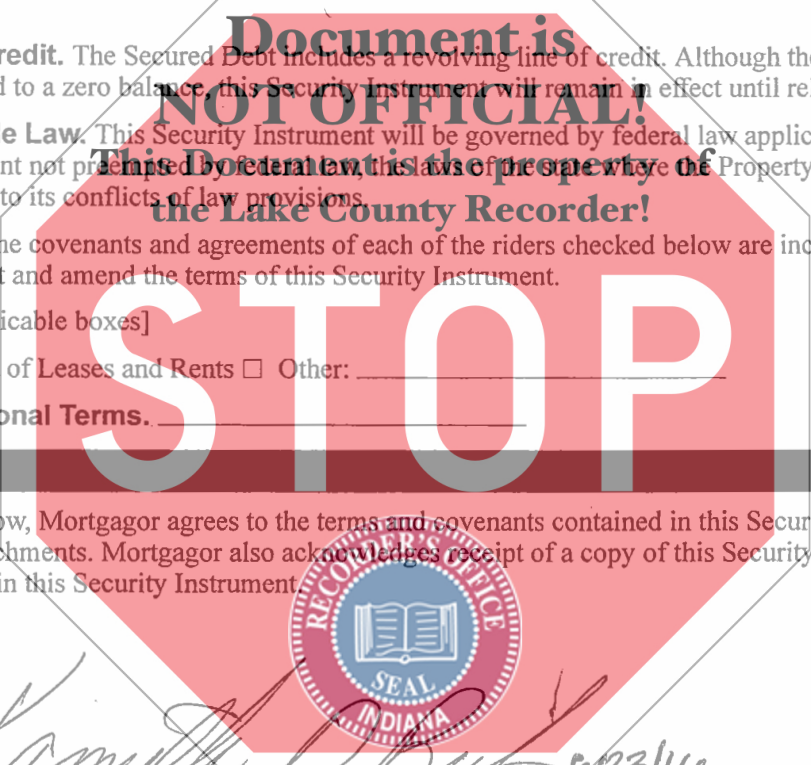 Document is
redit. The Secured Debt includes a revolving line of credit. Although the
d to a zero balance, this Security Instrument will remain in effect until re
NOT OFFICIAL!
le Law. This Security Instrument will be governed by federal law applic
This Document is the property of
nt not preempted by federal law, the laws of the state where the Property
to its conflicts of law provisions.
the Lake County Recorder!
he covenants and agreements of each of the riders checked below are inc
t and amend the terms of this Security Instrument.
icable boxes]
of Leases and Rents ☐ Other:
onal Terms.
STOP
ow, Mortgagor agrees to the terms and covenants contained in this Secur
chments. Mortgagor also acknowledges receipt of a copy of this Security
in this Security Instrument.
RECORDER'S OFFICE
SEAL
INDIANA